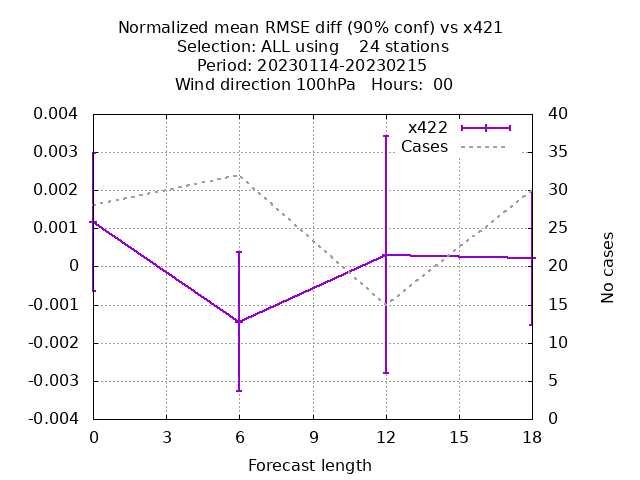 Normalized mean RMSE diff (90% conf) vs x421
Selection: ALL using    24 stations
Period: 20230114-20230215
Wind direction 100hPa   Hours:  00
x422
Cases
0.004
0.003
0.002
0.001
0
-0.001
-0.002
-0.003
-0.004
40
35
30
25
20
15
10
5
0
No cases
0 3 6 9 12 15 18
Forecast length